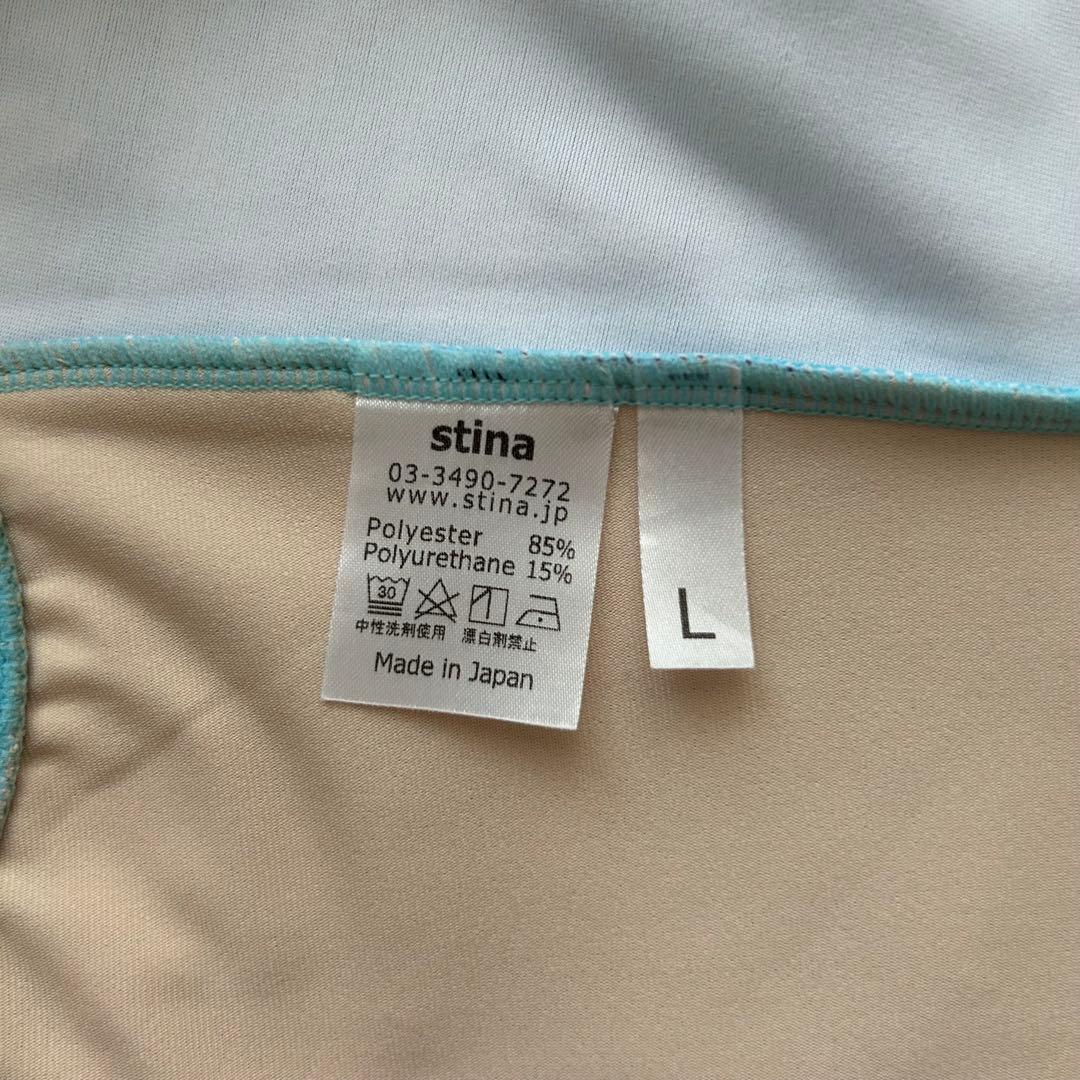 stina
03-3490-7272
www.stina.jp
Polyester 85%
Polyurethane 15%
30
中性洗剤使用 漂白剤禁止
Made in Japan
L